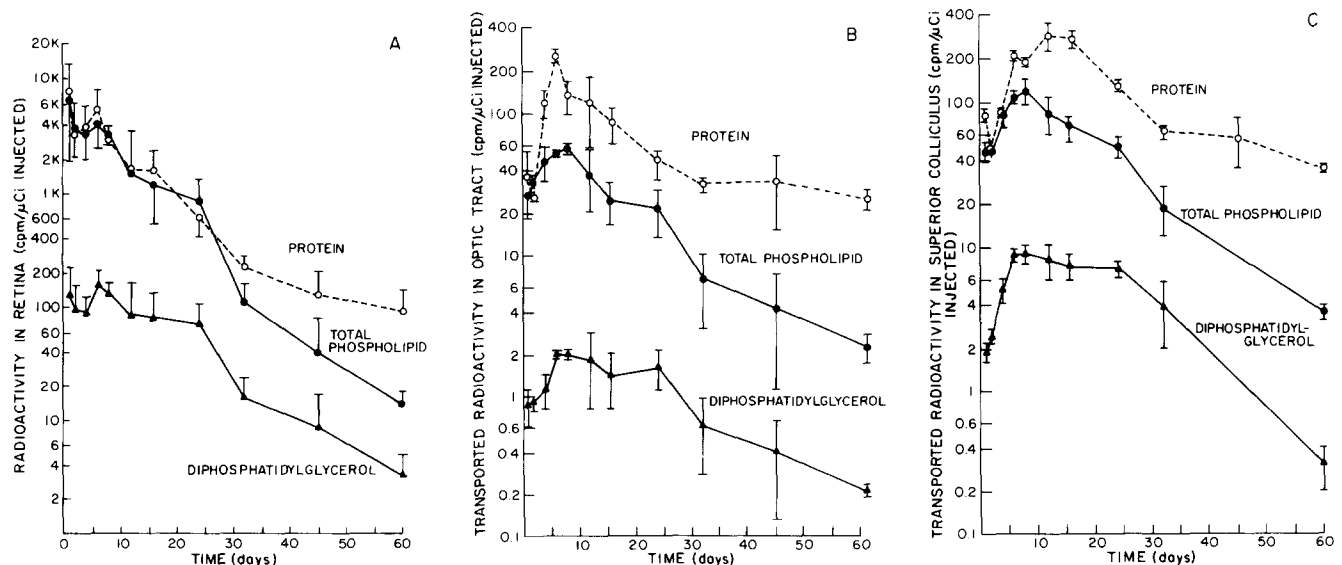 A
RADIOACTIVITY IN RETINA (cpm/μCi INJECTED)
20K
10K
6K
4K
2K
1K
600
400
200
100
60
40
20
10
6
4
2
PROTEIN
TOTAL
PHOSPHOLIPID
DIPHOSPHATIDYLGLYCEROL
0 10 20 30 40 50 60
TIME (days)
B
TRANSPORTED RADIOACTIVITY IN OPTIC TRACT (cpm/μCi INJECTED)
400
200
100
60
40
20
10
6
4
2
1
0.6
0.4
0.2
0.1
PROTEIN
TOTAL PHOSPHOLIPID
DIPHOSPHATIDYLGLYCEROL
0 10 20 30 40 50 60
TIME (days)
C
TRANSPORTED RADIOACTIVITY IN SUPERIOR COLLICULUS (cpm/μCi
INJECTED)
400
200
100
60
40
20
10
6
4
2
1
0.6
0.4
0.2
0.1
PROTEIN
TOTAL PHOSPHOLIPID
DIPHOSPHATIDYL-
GLYCEROL
0 10 20 30 40 50 60
TIME (days)